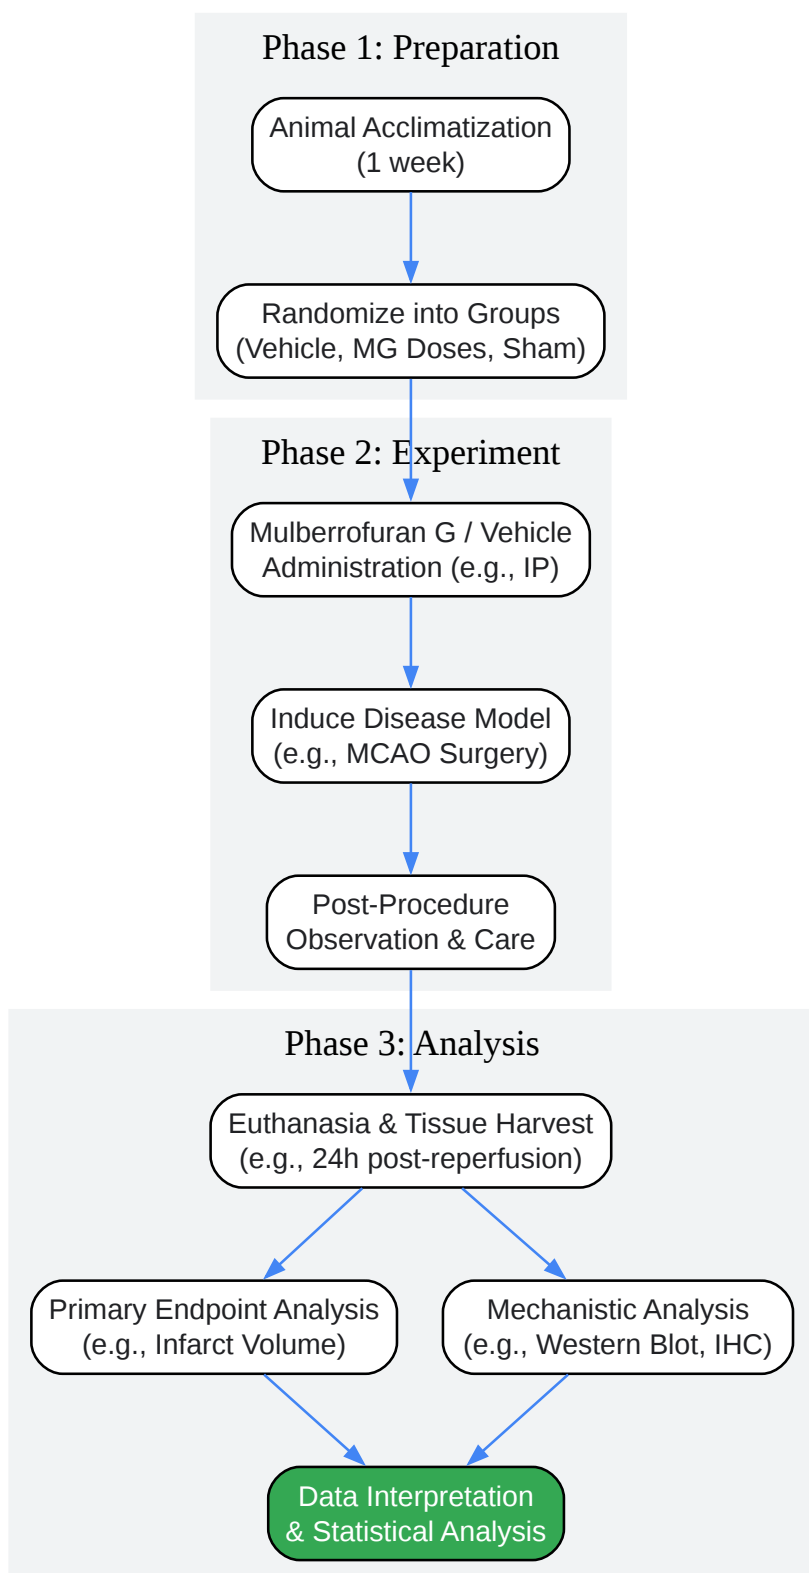 Phase 1: Preparation
Animal Acclimatization
(1 week)
Randomize into Groups
(Vehicle, MG Doses, Sham)
Phase 2: Experiment
Mulberrofuran G / Vehicle
Administration (e.g., IP)
Induce Disease Model
(e.g., MCAO Surgery)
Post-Procedure
Observation & Care
Phase 3: Analysis
Euthanasia & Tissue Harvest
(e.g., 24h post-reperfusion)
Primary Endpoint Analysis
(e.g., Infarct Volume)
Mechanistic Analysis
(e.g., Western Blot, IHC)
Data Interpretation
& Statistical Analysis